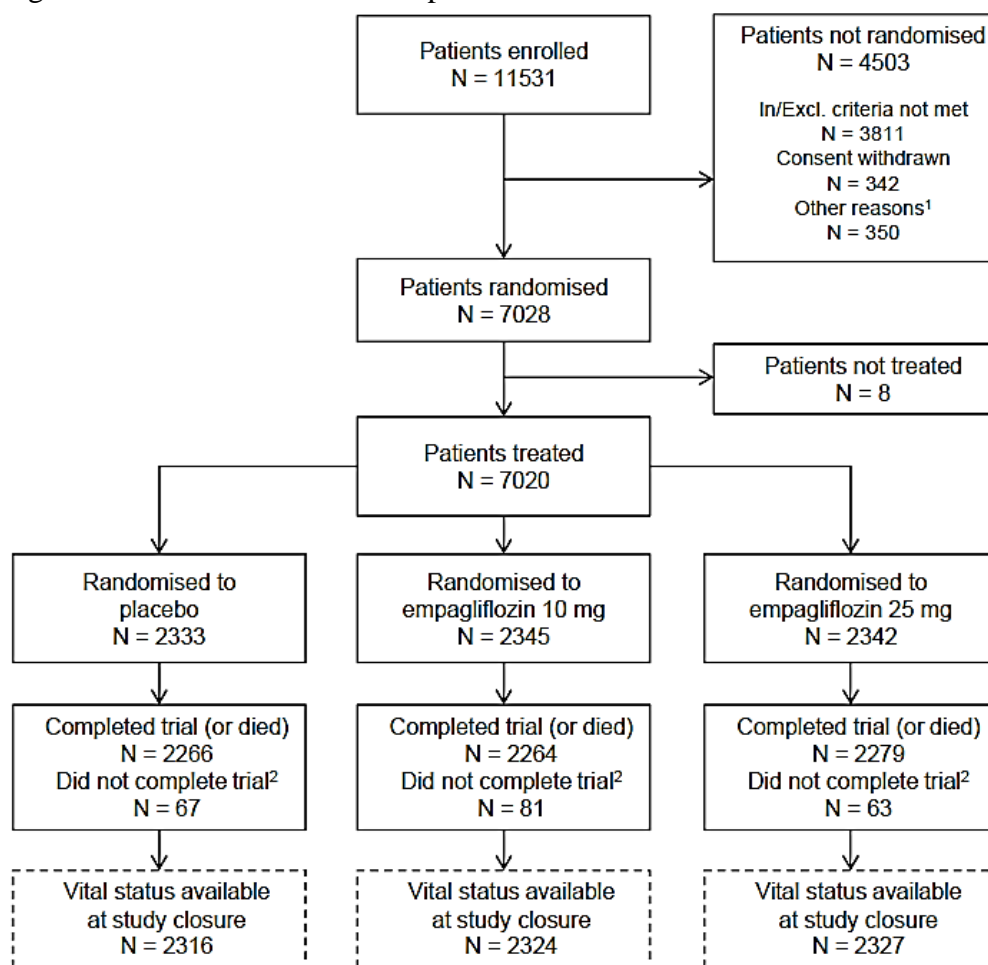 Patients enrolled
N = 11531
Patients not randomised
N = 4503
In/Excl. criteria not met
N = 3811
Consent withdrawn
N = 342
Other reasons¹
N = 350
Patients randomised
N = 7028
Patients not treated
N = 8
Patients treated
N = 7020
Randomised to
placebo
N = 2333
Randomised to
empagliflozin 10 mg
N = 2345
Randomised to
empagliflozin 25 mg
N = 2342
Completed trial (or died)
N = 2266
Did not complete trial²
N = 67
Completed trial (or died)
N = 2264
Did not complete trial²
N = 81
Completed trial (or died)
N = 2279
Did not complete trial²
N = 63
Vital status available
at study closure
N = 2316
Vital status available
at study closure
N = 2324
Vital status available
at study closure
N = 2327